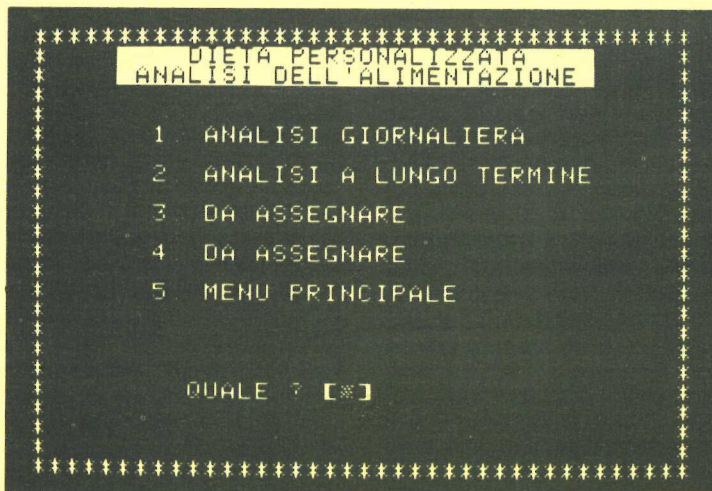 ****************************************
DIETA PERSONALIZZATA
ANALISI DELL'ALIMENTAZIONE
1 ANALISI GIORNALIERA
2 ANALISI A LUNGO TERMINE
3 DA ASSEGNARE
4 DA ASSEGNARE
5 MENU PRINCIPALE
QUALE ? [※]
****************************************